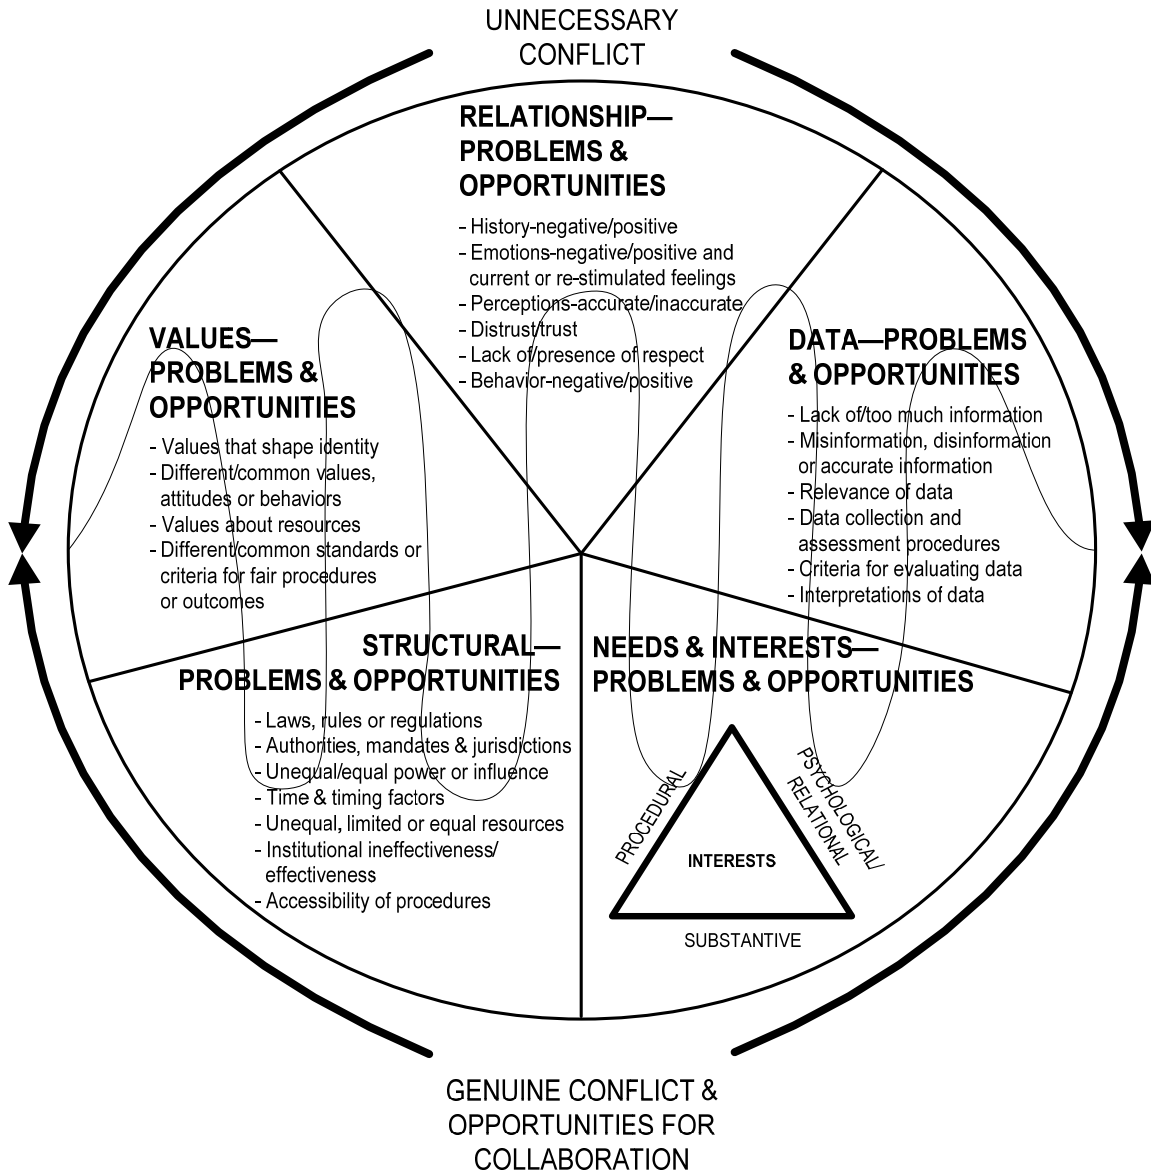 UNNECESSARY
CONFLICT
RELATIONSHIP—
PROBLEMS &
OPPORTUNITIES
- History-negative/positive
- Emotions-negative/positive and
current or re-stimulated feelings
- Perceptions-accurate/inaccurate
- Distrust/trust
- Lack of/presence of respect
- Behavior-negative/positive
VALUES—
PROBLEMS &
OPPORTUNITIES
- Values that shape identity
- Different/common values,
attitudes or behaviors
- Values about resources
- Different/common standards or
criteria for fair procedures
or outcomes
DATA—PROBLEMS
& OPPORTUNITIES
- Lack of/too much information
- Misinformation, disinformation
or accurate information
- Relevance of data
- Data collection and
assessment procedures
- Criteria for evaluating data
- Interpretations of data
STRUCTURAL—
PROBLEMS & OPPORTUNITIES
- Laws, rules or regulations
- Authorities, mandates & jurisdictions
- Unequal/equal power or influence
- Time & timing factors
- Unequal, limited or equal resources
- Institutional ineffectiveness/
effectiveness
- Accessibility of procedures
NEEDS & INTERESTS—
PROBLEMS & OPPORTUNITIES
PROCEDURAL
PSYCHOLOGICAL/
RELATIONAL
INTERESTS
SUBSTANTIVE
GENUINE CONFLICT &
OPPORTUNITIES FOR
COLLABORATION